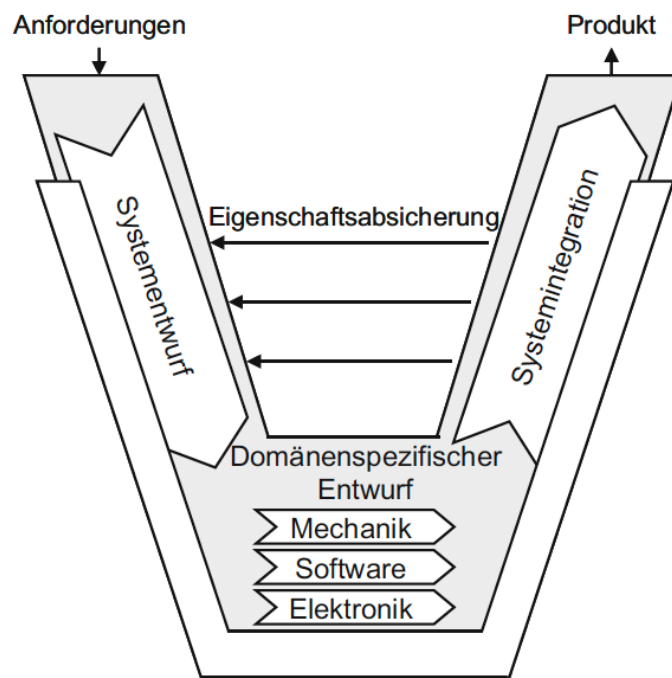 Anforderungen
Produkt
Systementwurf
Eigenschaftsabsicherung
Systemintegration
Domänenspezifischer
Entwurf
Mechanik
Software
Elektronik